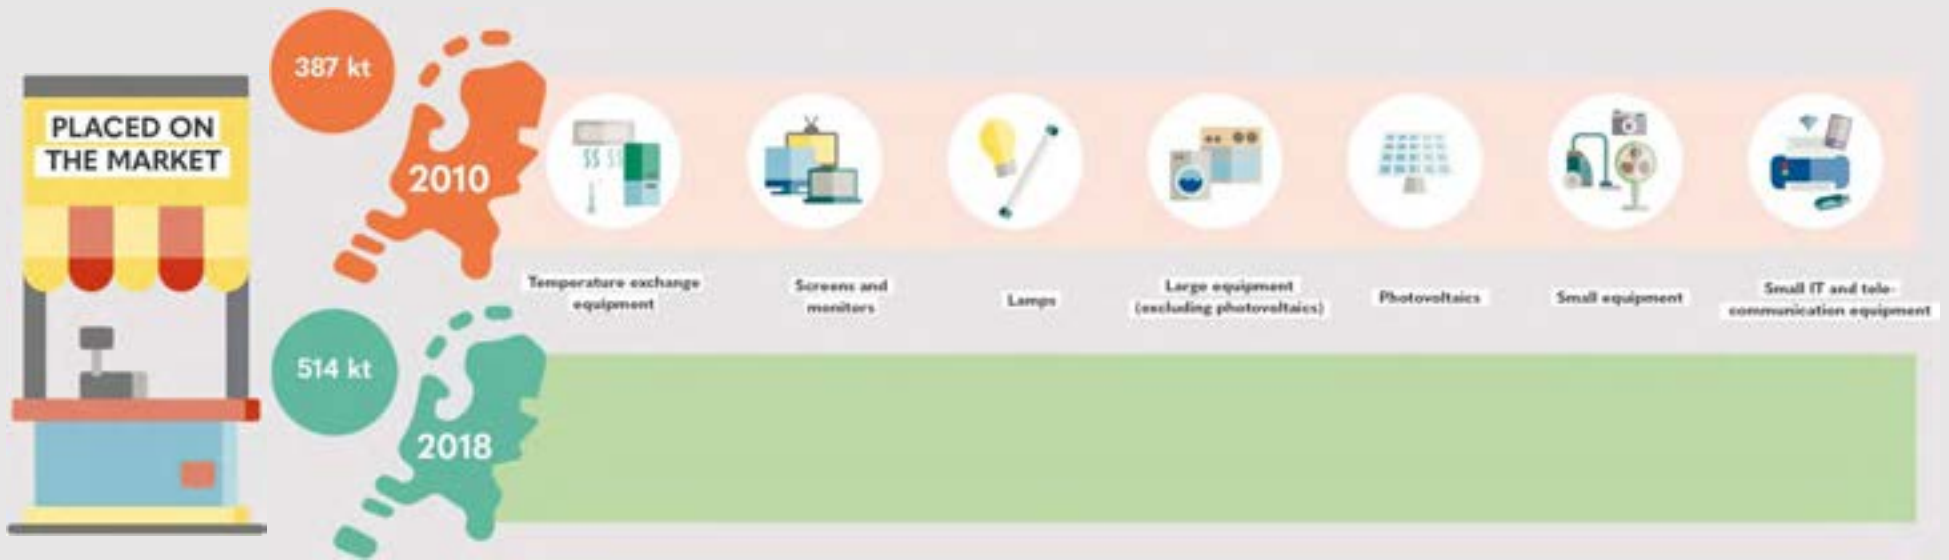 PLACED ON
THE MARKET
387 kt
2010
Temperature exchange
equipment
Screens and
monitors
Lamps
Large equipment
(excluding photovoltaics)
Photovoltaics
Small equipment
Small IT and tele-
communication equipment
514 kt
2018